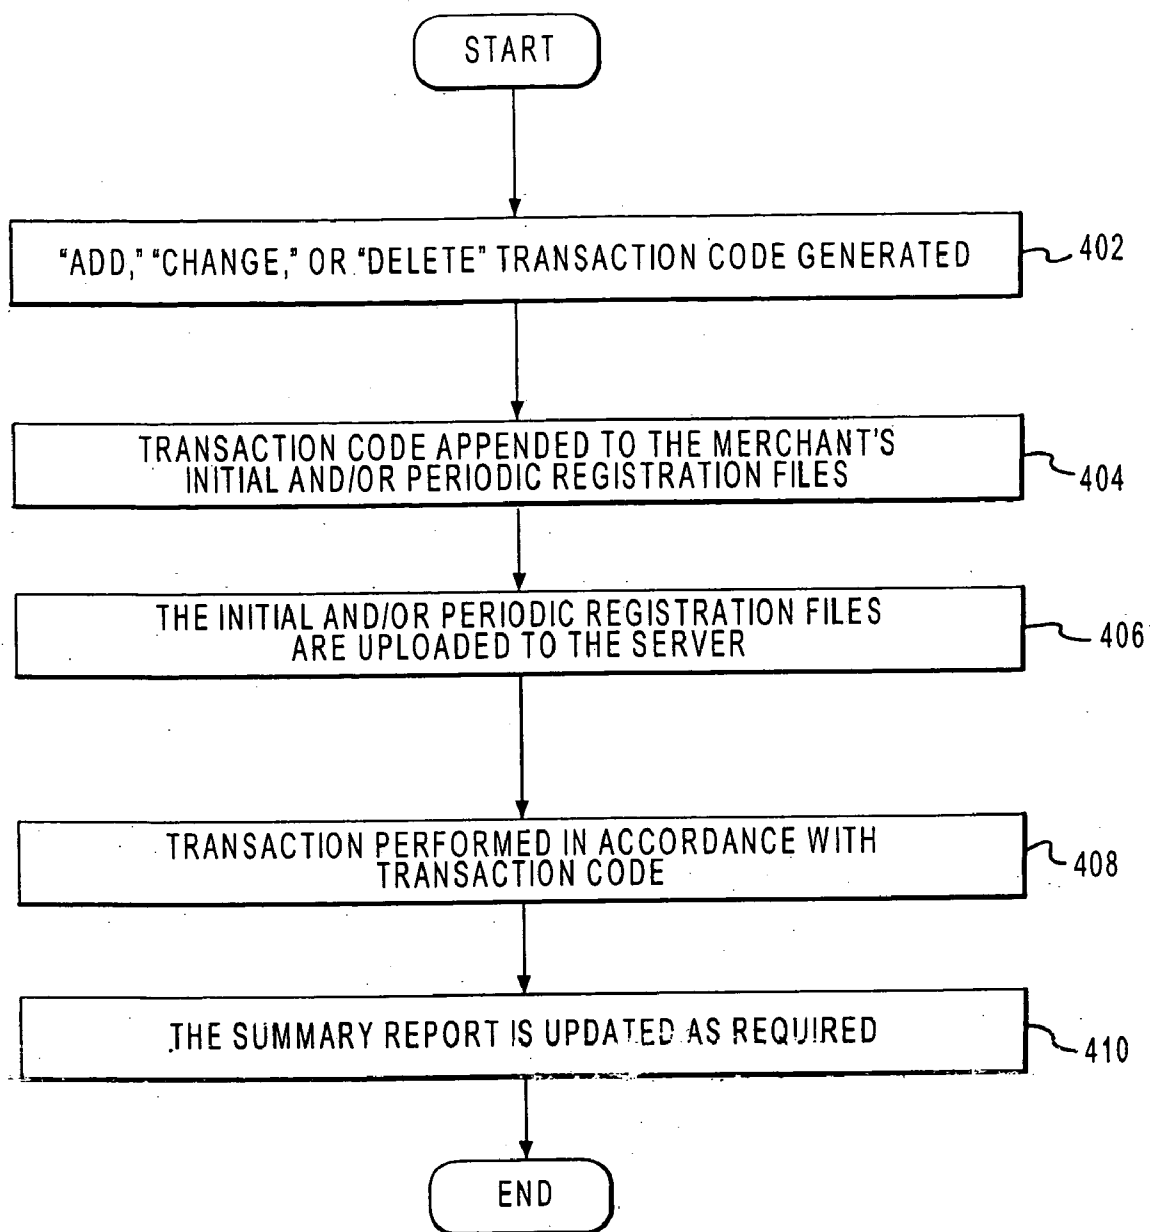 START
"ADD," "CHANGE," OR "DELETE" TRANSACTION CODE GENERATED
402
TRANSACTION CODE APPENDED TO THE MERCHANT'S
INITIAL AND/OR PERIODIC REGISTRATION FILES
404
THE INITIAL AND/OR PERIODIC REGISTRATION FILES
ARE UPLOADED TO THE SERVER
406
TRANSACTION PERFORMED IN ACCORDANCE WITH
TRANSACTION CODE
408
THE SUMMARY REPORT IS UPDATED AS REQUIRED
410
END